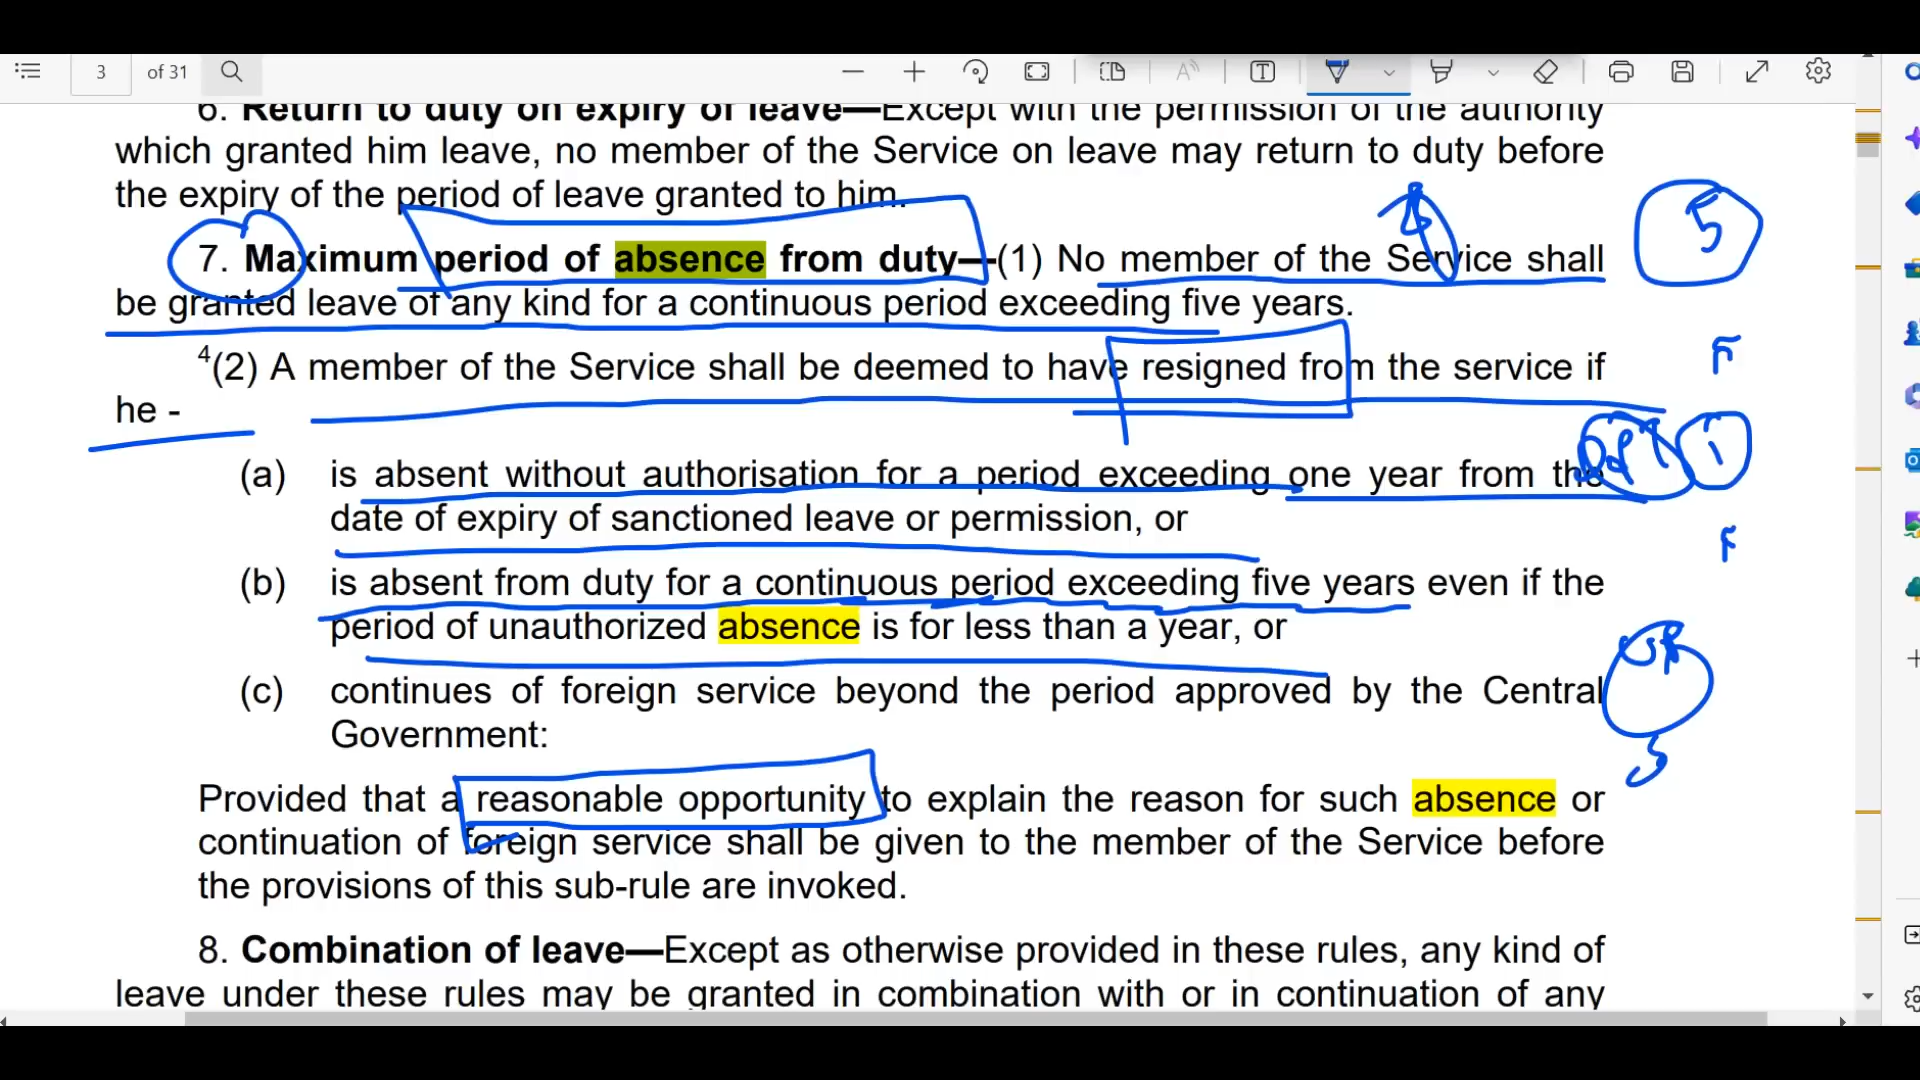 3 of 31
6. Return to duty on expiry of leave—Except with the permission of the authority
which granted him leave, no member of the Service on leave may return to duty before
the expiry of the period of leave granted to him.
5
7. Maximum period of absence from duty—(1) No member of the Service shall
be granted leave of any kind for a continuous period exceeding five years.
F
4(2) A member of the Service shall be deemed to have resigned from the service if
he -
1
(a) is absent without authorisation for a period exceeding one year from the
date of expiry of sanctioned leave or permission, or
F
(b) is absent from duty for a continuous period exceeding five years even if the
period of unauthorized absence is for less than a year, or
(c) continues of foreign service beyond the period approved by the Central
Government:
Provided that a reasonable opportunity to explain the reason for such absence or
continuation of foreign service shall be given to the member of the Service before
the provisions of this sub-rule are invoked.
8. Combination of leave—Except as otherwise provided in these rules, any kind of
leave under these rules may be granted in combination with or in continuation of any